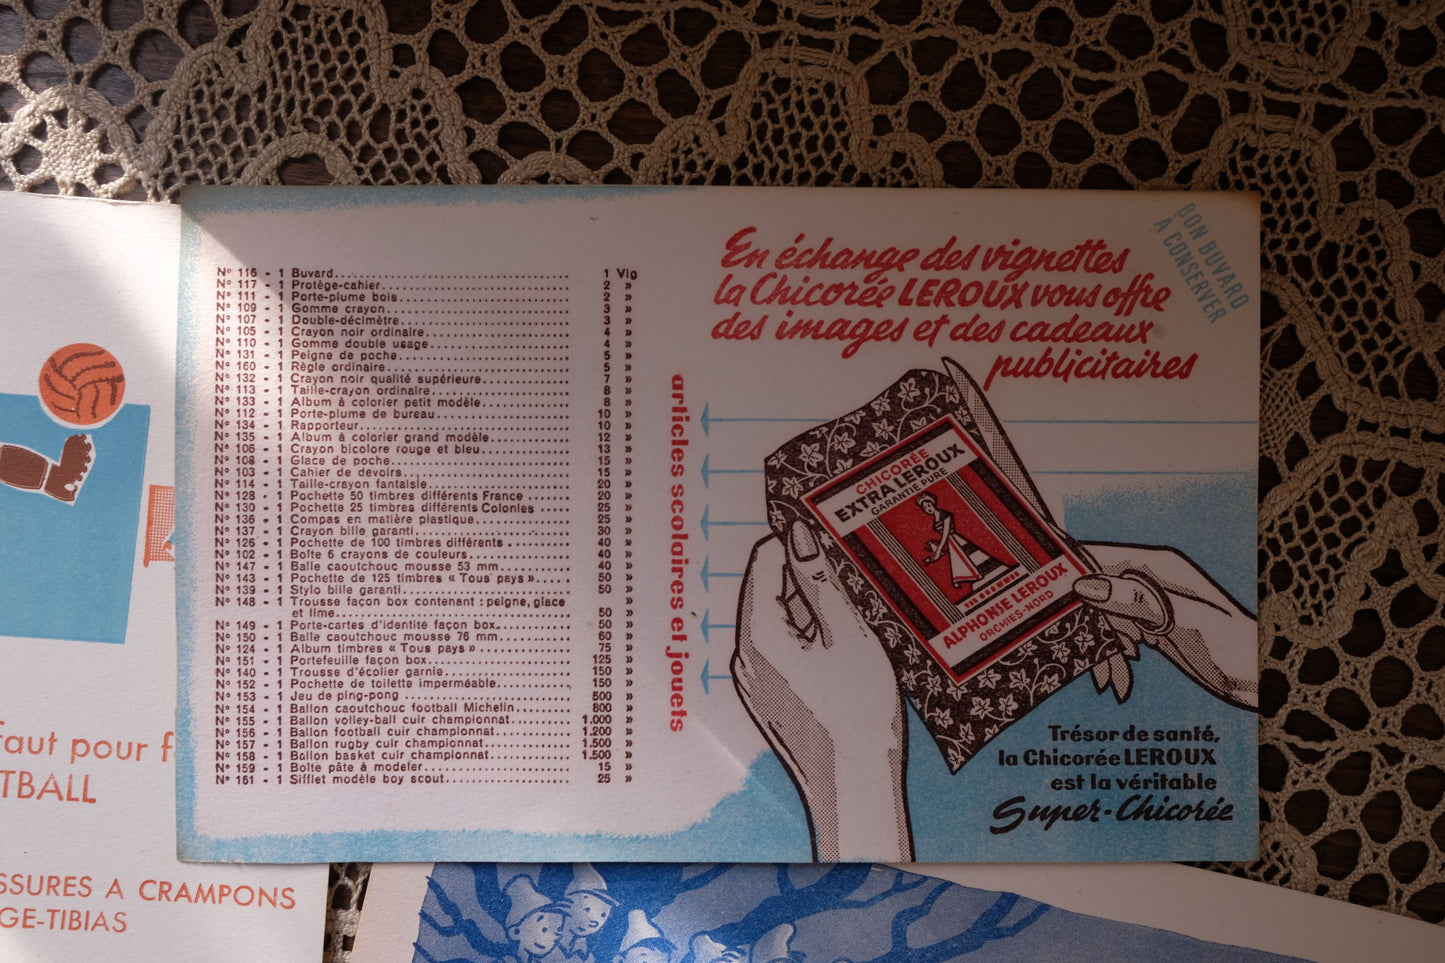 N° 116 - 1 Buvard.......... 1 Vig
N° 117 - 1 Protège-cahier.......... 2 »
N° 111 - 1 Porte-plume bois.......... 2 »
N° 109 - 1 Gomme crayon.......... 3 »
N° 107 - 1 Double-décimètre.......... 3 »
N° 105 - 1 Crayon noir ordinaire.......... 4 »
N° 110 - 1 Gomme double usage.......... 4 »
N° 131 - 1 Peigne de poche.......... 5 »
N° 160 - 1 Règle ordinaire.......... 5 »
N° 132 - 1 Crayon noir qualité supérieure.......... 7 »
N° 113 - 1 Taille-crayon ordinaire.......... 8 »
N° 133 - 1 Album à colorier petit modèle.......... 8 »
N° 112 - 1 Porte-plume de bureau.......... 10 »
N° 134 - 1 Rapporteur.......... 10 »
N° 135 - 1 Album à colorier grand modèle.......... 12 »
N° 106 - 1 Crayon bicolore rouge et bleu.......... 13 »
N° 108 - 1 Glace de poche.......... 15 »
N° 103 - 1 Cahier de devoirs.......... 15 »
N° 114 - 1 Taille-crayon fantaisie.......... 20 »
N° 128 - 1 Pochette 50 timbres différents France.......... 20 »
N° 130 - 1 Pochette 25 timbres différents Colonies.......... 25 »
N° 136 - 1 Compas en matière plastique.......... 25 »
N° 137 - 1 Crayon bille garanti.......... 30 »
N° 126 - 1 Pochette de 100 timbres différents.......... 40 »
N° 102 - 1 Boîte 6 crayons de couleurs.......... 40 »
N° 147 - 1 Balle caoutchouc mousse 53 mm.......... 40 »
N° 143 - 1 Pochette de 125 timbres « Tous pays ».......... 50 »
N° 139 - 1 Stylo bille garanti.......... 50 »
N° 148 - 1 Trousse façon box contenant : peigne, glace »
et lime.......... 50 »
N° 149 - 1 Porte-cartes d'identité façon box.......... 50 »
N° 150 - 1 Balle caoutchouc mousse 76 mm.......... 60 »
N° 124 - 1 Album timbres « Tous pays ».......... 75 »
N° 151 - 1 Portefeuille façon box.......... 125 »
N° 140 - 1 Trousse d'écolier garnie.......... 150 »
N° 152 - 1 Pochette de toilette imperméable.......... 150 »
N° 153 - 1 Jeu de ping-pong.......... 500 »
N° 154 - 1 Ballon caoutchouc football Michelin.......... 800 »
N° 155 - 1 Ballon volley-ball cuir championnat.......... 1.000 »
N° 156 - 1 Ballon football cuir championnat.......... 1.200 »
N° 157 - 1 Ballon rugby cuir championnat.......... 1.500 »
N° 158 - 1 Ballon basket cuir championnat.......... 1.500 »
N° 159 - 1 Boîte pâte à modeler.......... 15 »
N° 161 - 1 Sifflet modèle boy scout.......... 25 »
articles scolaires et jouets
En échange des vignettes
la Chicorée LEROUX vous offre
des images et des cadeaux
publicitaires
BON BUVARD
A CONSERVER
CHICORÉE
EXTRA LEROUX
GARANTIE PURE
ALPHONSE LEROUX
ORCHIES-NORD
Trésor de santé,
la Chicorée LEROUX
est la véritable
Super-Chicorée
faut pour f
TBALL
SSURES A CRAMPONS
GE-TIBIAS